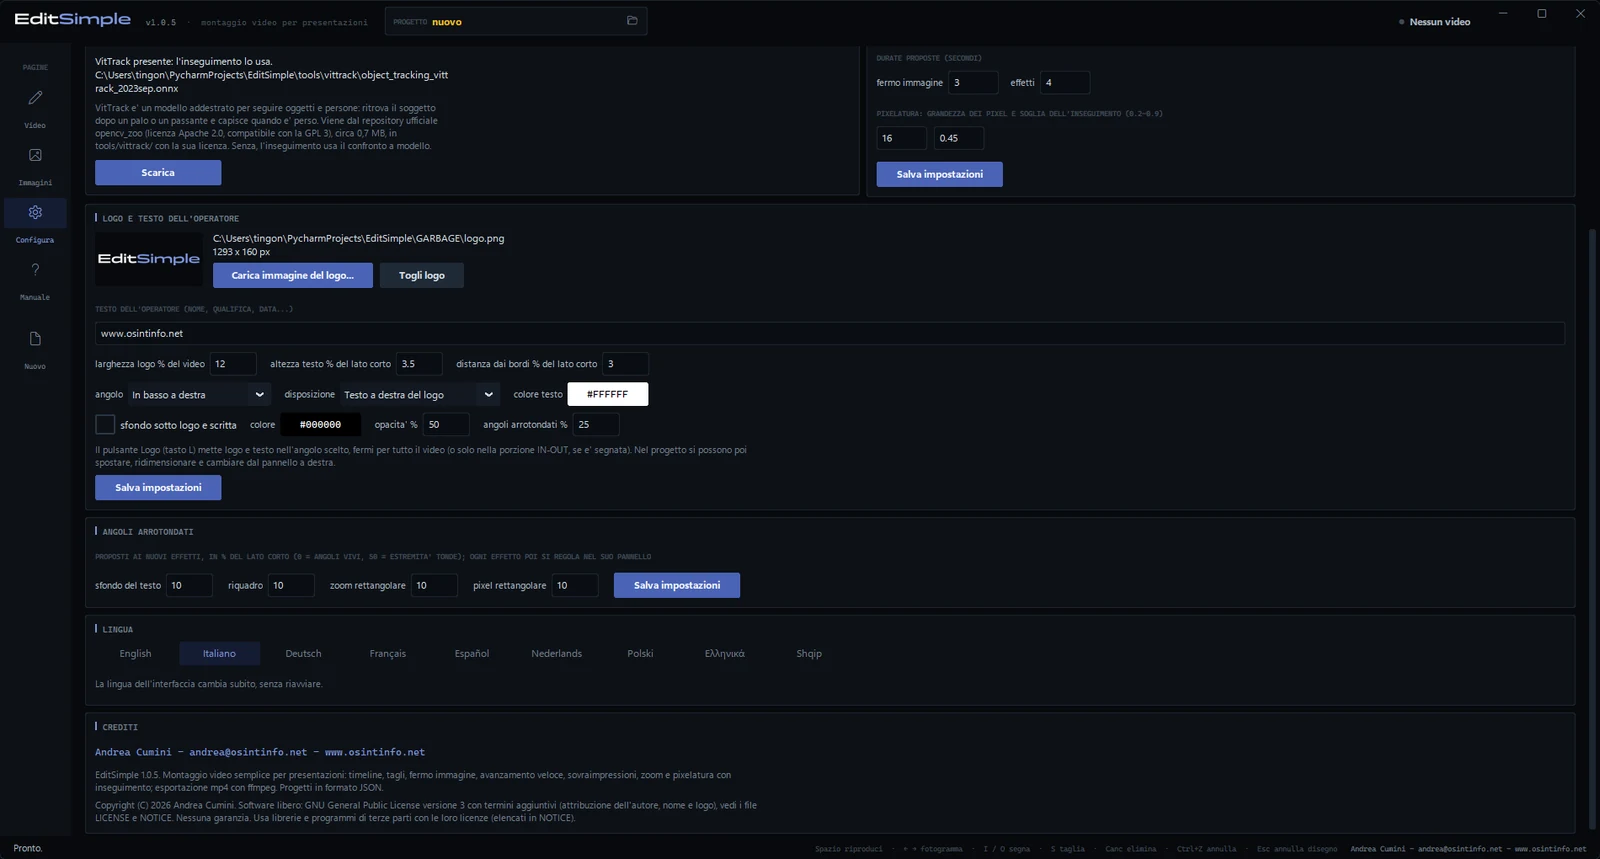 EditSimple v1.0.5 · montaggio video per presentazioni PROGETTO nuovo Nessun video
PAGINE
Video
Immagini
Configura
?
Manuale
Nuovo
VitTrack presente: l'inseguimento lo usa.
C:\Users\tingon\PycharmProjects\EditSimple\tools\vittrack\object_tracking_vitt
rack_2023sep.onnx
VitTrack e' un modello addestrato per seguire oggetti e persone: ritrova il soggetto
dopo un palo o un passante e capisce quando e' perso. Viene dal repository ufficiale
opencv_zoo (licenza Apache 2.0, compatibile con la GPL 3), circa 0,7 MB, in
tools/vittrack/ con la sua licenza. Senza, l'inseguimento usa il confronto a modello.
Scarica
DURATE PROPOSTE (SECONDI)
fermo immagine 3 effetti 4
PIXELATURA: GRANDEZZA DEI PIXEL E SOGLIA DELL'INSEGUIMENTO (0.2-0.9)
16 0.45
Salva impostazioni
LOGO E TESTO DELL'OPERATORE
EditSimple
C:\Users\tingon\PycharmProjects\EditSimple\GARBAGE\logo.png
1293 x 160 px
Carica immagine del logo... Togli logo
TESTO DELL'OPERATORE (NOME, QUALIFICA, DATA...)
www.osintinfo.net
larghezza logo % del video 12 altezza testo % del lato corto 3.5 distanza dai bordi % del lato corto 3
angolo In basso a destra disposizione Testo a destra del logo colore testo #FFFFFF
sfondo sotto logo e scritta colore #000000 opacita' % 50 angoli arrotondati % 25
Il pulsante Logo (tasto L) mette logo e testo nell'angolo scelto, fermi per tutto il video (o solo nella porzione IN-OUT, se e' segnata). Nel progetto si possono poi
spostare, ridimensionare e cambiare dal pannello a destra.
Salva impostazioni
ANGOLI ARROTONDATI
PROPOSTI AI NUOVI EFFETTI, IN % DEL LATO CORTO (0 = ANGOLI VIVI, 50 = ESTREMITA' TONDE); OGNI EFFETTO POI SI REGOLA NEL SUO PANNELLO
sfondo del testo 10 riquadro 10 zoom rettangolare 10 pixel rettangolare 10 Salva impostazioni
LINGUA
English Italiano Deutsch Français Español Nederlands Polski Ελληνικά Shqip
La lingua dell'interfaccia cambia subito, senza riavviare.
CREDITI
Andrea Cumini - andrea@osintinfo.net - www.osintinfo.net
EditSimple 1.0.5. Montaggio video semplice per presentazioni: timeline, tagli, fermo immagine, avanzamento veloce, sovraimpressioni, zoom e pixelatura con
inseguimento; esportazione mp4 con ffmpeg. Progetti in formato JSON.
Copyright (C) 2026 Andrea Cumini. Software libero: GNU General Public License versione 3 con termini aggiuntivi (attribuzione dell'autore, nome e logo), vedi i file
LICENSE e NOTICE. Nessuna garanzia. Usa librerie e programmi di terze parti con le loro licenze (elencati in NOTICE).
Pronto. Spazio riproduci · fotogramma · I / O segna · S taglia · Canc elimina · Ctrl+Z annulla · Esc annulla disegno Andrea Cumini - andrea@osintinfo.net - www.osintinfo.net